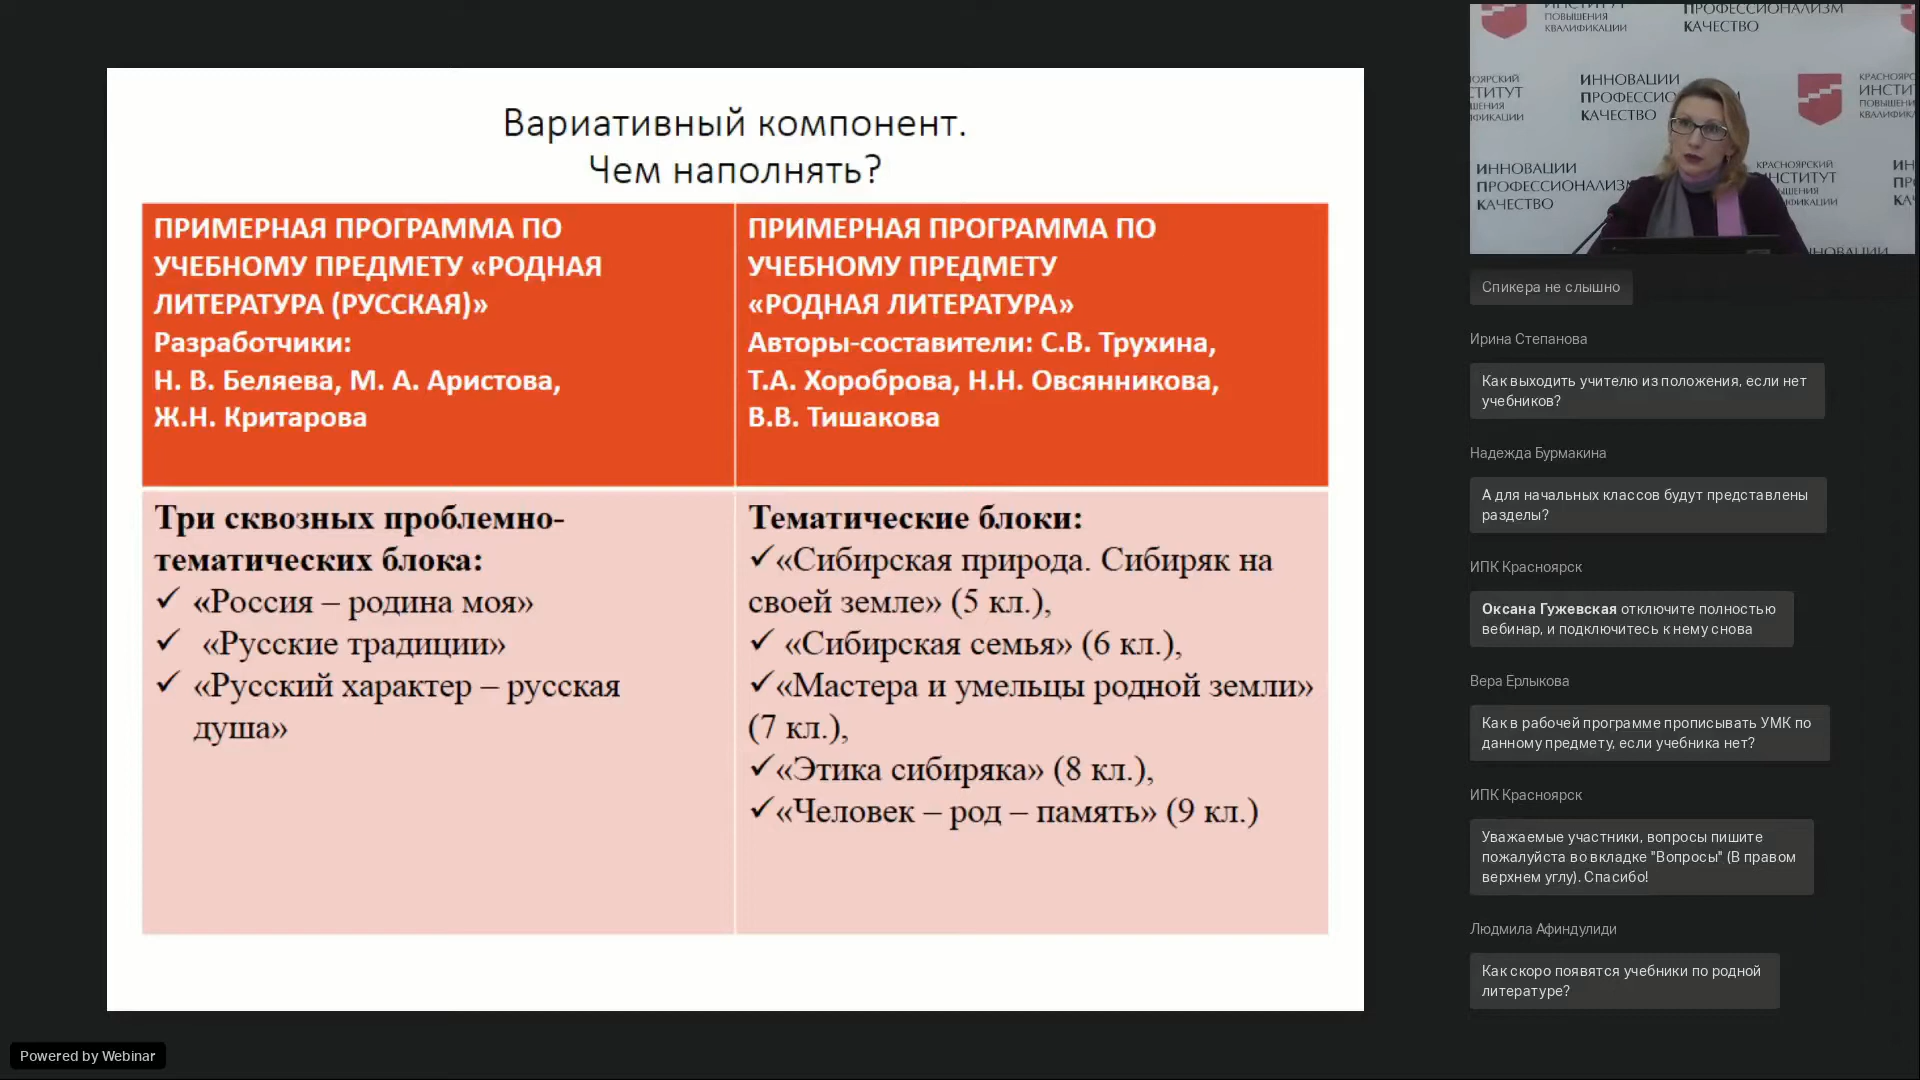 Вариативный компонент.
Чем наполнять?
ПРИМЕРНАЯ ПРОГРАММА ПО
УЧЕБНОМУ ПРЕДМЕТУ «РОДНАЯ
ЛИТЕРАТУРА (РУССКАЯ)»
Разработчики:
Н. В. Беляева, М. А. Аристова,
Ж.Н. Критарова
ПРИМЕРНАЯ ПРОГРАММА ПО
УЧЕБНОМУ ПРЕДМЕТУ
«РОДНАЯ ЛИТЕРАТУРА»
Авторы-составители: С.В. Трухина,
Т.А. Хороброва, Н.Н. Овсянникова,
В.В. Тишакова
Три сквозных проблемно-
тематических блока:
✓ «Россия – родина моя»
✓ «Русские традиции»
✓ «Русский характер – русская
душа»
Тематические блоки:
✓«Сибирская природа. Сибиряк на
своей земле» (5 кл.),
✓ «Сибирская семья» (6 кл.),
✓«Мастера и умельцы родной земли»
(7 кл.),
✓«Этика сибиряка» (8 кл.),
✓«Человек – род – память» (9 кл.)
ПОВЫШЕНИЯ
КВАЛИФИКАЦИИ
ПРОФЕССИОНАЛИЗМ
КАЧЕСТВО
ИННОВАЦИИ
КАЧЕСТВО
ИННОВАЦИИ
КАЧЕСТВО
КРАСНОЯРСКИЙ
Спикера не слышно
Ирина Степанова
Как выходить учителю из положения, если нет
учебников?
Надежда Бурмакина
А для начальных классов будут представлены
разделы?
ИПК Красноярск
Оксана Гужевская отключите полностью
вебинар, и подключитесь к нему снова
Вера Ерлыкова
Как в рабочей программе прописывать УМК по
данному предмету, если учебника нет?
ИПК Красноярск
Уважаемые участники, вопросы пишите
пожалуйста во вкладке "Вопросы" (В правом
верхнем углу). Спасибо!
Людмила Афиндулиди
Как скоро появятся учебники по родной
литературе?
Powered by Webinar